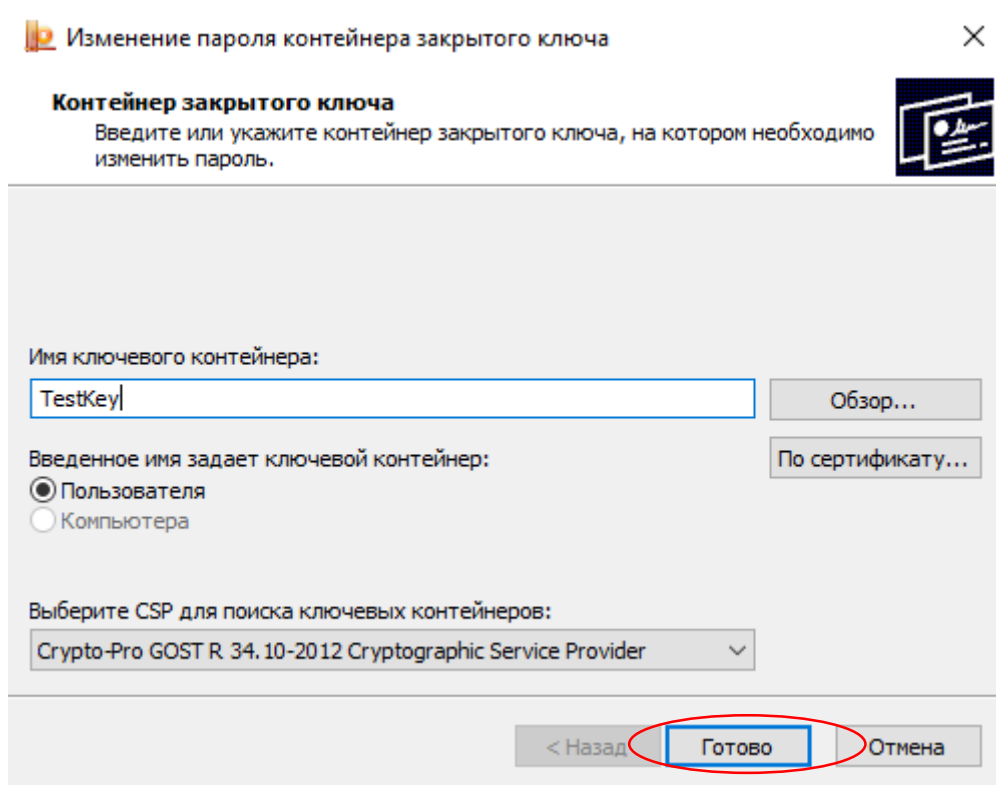 Изменение пароля контейнера закрытого ключа
Контейнер закрытого ключа
Введите или укажите контейнер закрытого ключа, на котором необходимо
изменить пароль.
Имя ключевого контейнера:
TestKey
Обзор...
Введенное имя задает ключевой контейнер:
По сертификату...
Пользователя
Компьютера
Выберите CSP для поиска ключевых контейнеров:
Crypto-Pro GOST R 34.10-2012 Cryptographic Service Provider
< Назад
Готово
Отмена